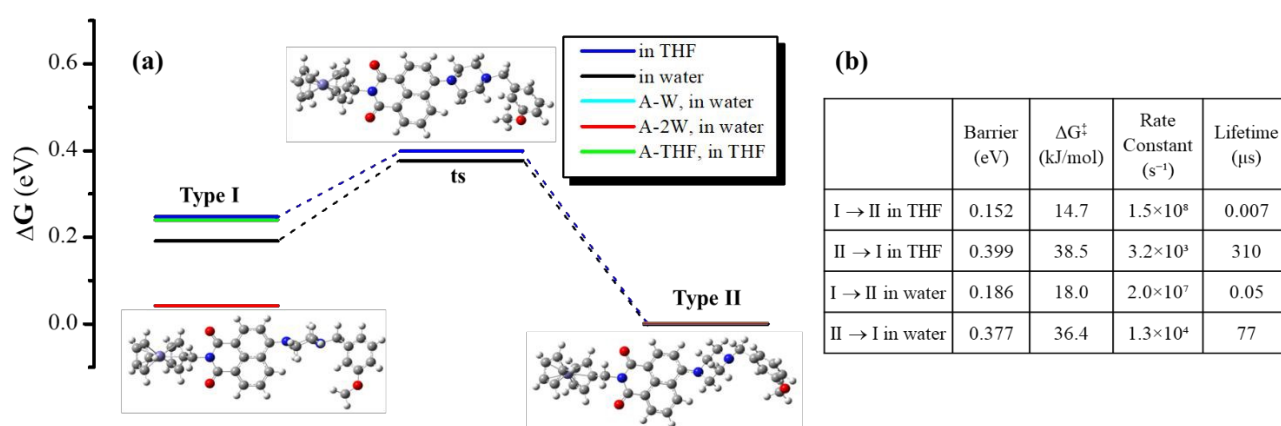 (a)
0.6
0.4
0.2
0.0
ΔG (eV)
in THF
in water
A-W, in water
A-2W, in water
A-THF, in THF
Type I
ts
Type II
(b)
Barrier (eV) ΔG‡ (kJ/mol) Rate Constant (s⁻¹) Lifetime (μs)
I → II in THF 0.152 14.7 1.5×10⁸ 0.007
II → I in THF 0.399 38.5 3.2×10³ 310
I → II in water 0.186 18.0 2.0×10⁷ 0.05
II → I in water 0.377 36.4 1.3×10⁴ 77